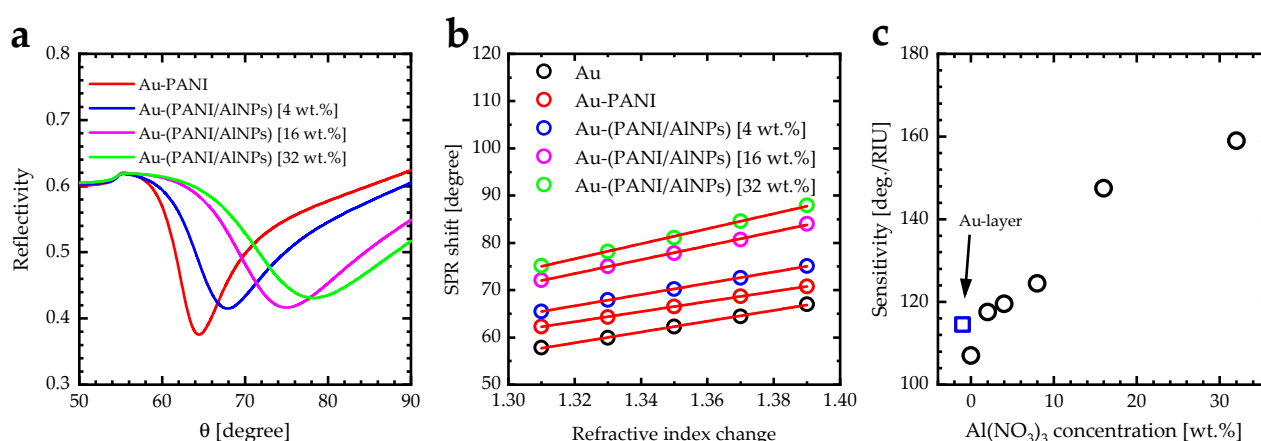 a
0.8
0.7
0.6
0.5
0.4
0.3
Reflectivity
Au-PANI
Au-(PANI/AlNPs) [4 wt.%]
Au-(PANI/AlNPs) [16 wt.%]
Au-(PANI/AlNPs) [32 wt.%]
50 60 70 80 90
θ [degree]
b
120
110
100
90
80
70
60
50
SPR shift [degree]
Au
Au-PANI
Au-(PANI/AlNPs) [4 wt.%]
Au-(PANI/AlNPs) [16 wt.%]
Au-(PANI/AlNPs) [32 wt.%]
1.30 1.32 1.34 1.36 1.38 1.40
Refractive index change
c
180
160
140
120
100
Sensitivity [deg./RIU]
Au-layer
0 10 20 30
Al(NO₃)₃ concentration [wt.%]